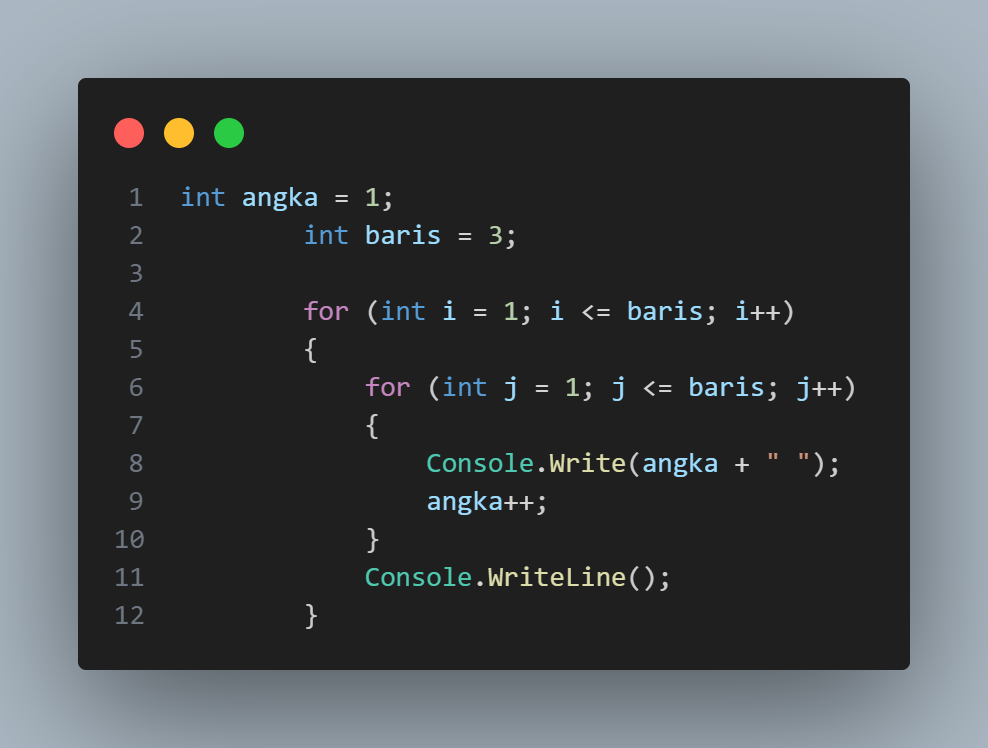 1 int angka = 1;
2         int baris = 3;
3
4         for (int i = 1; i <= baris; i++)
5         {
6             for (int j = 1; j <= baris; j++)
7             {
8                 Console.Write(angka + " ");
9                 angka++;
10             }
11             Console.WriteLine();
12         }